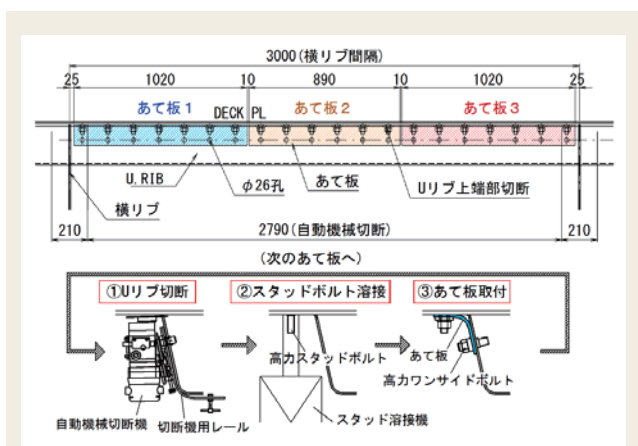 3000(横リブ間隔)
25 1020 10 890 10 1020 25
あて板1 DECK PL あて板2 あて板3
U.RIB φ26孔 あて板 Uリブ上端部切断
横リブ
210 2790(自動機械切断) 210
(次のあて板へ)
①Uリブ切断 ②スタッドボルト溶接 ③あて板取付
高力スタッドボルト
あて板
高力ワンサイドボルト
自動機械切断機 切断機用レール スタッド溶接機